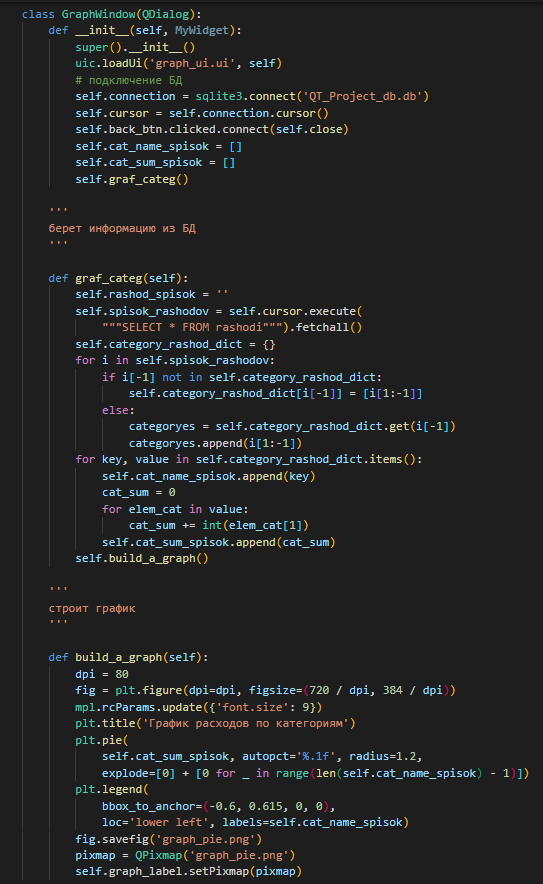 class GraphWindow(QDialog):
    def __init__(self, MyWidget):
        super().__init__()
        uic.loadUi('graph_ui.ui', self)
        # подключение БД
        self.connection = sqlite3.connect('QT_Project_db.db')
        self.cursor = self.connection.cursor()
        self.back_btn.clicked.connect(self.close)
        self.cat_name_spisok = []
        self.cat_sum_spisok = []
        self.graf_categ()

    '''
    берет информацию из БД
    '''

    def graf_categ(self):
        self.rashod_spisok = ''
        self.spisok_rashodov = self.cursor.execute(
            """SELECT * FROM rashodi""").fetchall()
        self.category_rashod_dict = {}
        for i in self.spisok_rashodov:
            if i[-1] not in self.category_rashod_dict:
                self.category_rashod_dict[i[-1]] = [i[1:-1]]
            else:
                categoryes = self.category_rashod_dict.get(i[-1])
                categoryes.append(i[1:-1])
        for key, value in self.category_rashod_dict.items():
            self.cat_name_spisok.append(key)
            cat_sum = 0
            for elem_cat in value:
                cat_sum += int(elem_cat[1])
            self.cat_sum_spisok.append(cat_sum)
        self.build_a_graph()

    '''
    строит график
    '''

    def build_a_graph(self):
        dpi = 80
        fig = plt.figure(dpi=dpi, figsize=(720 / dpi, 384 / dpi))
        mpl.rcParams.update({'font.size': 9})
        plt.title('График расходов по категориям')
        plt.pie(
            self.cat_sum_spisok, autopct='%.1f', radius=1.2,
            explode=[0] + [0 for _ in range(len(self.cat_name_spisok) - 1)])
        plt.legend(
            bbox_to_anchor=(-0.6, 0.615, 0, 0),
            loc='lower left', labels=self.cat_name_spisok)
        fig.savefig('graph_pie.png')
        pixmap = QPixmap('graph_pie.png')
        self.graph_label.setPixmap(pixmap)